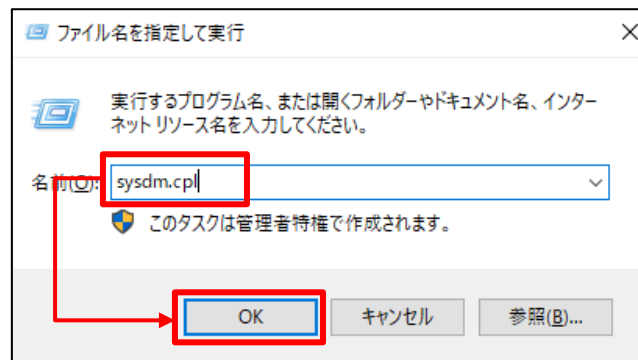 ファイル名を指定して実行
実行するプログラム名、または開くフォルダーやドキュメント名、インター
ネット リソース名を入力してください。
名前(O): sysdm.cpl
このタスクは管理者特権で作成されます。
OK キャンセル 参照(B)...